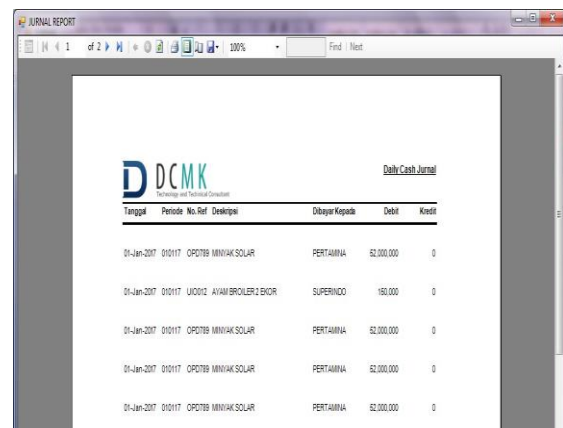 JURNAL REPORT
1 of 2 100% Find Next
DCMK
Technology and Technical Consultant
Daily Cash Jurnal
Tanggal Periode No. Ref Deskripsi Dibayar Kepada Debit Kredit
01-Jan-2017 010117 OPD789 MINYAK SOLAR PERTAMINA 52,000,000 0
01-Jan-2017 010117 UIO012 AYAM BROILER 2 EKOR SUPERINDO 150,000 0
01-Jan-2017 010117 OPD789 MINYAK SOLAR PERTAMINA 52,000,000 0
01-Jan-2017 010117 OPD789 MINYAK SOLAR PERTAMINA 52,000,000 0
01-Jan-2017 010117 OPD789 MINYAK SOLAR PERTAMINA 52,000,000 0